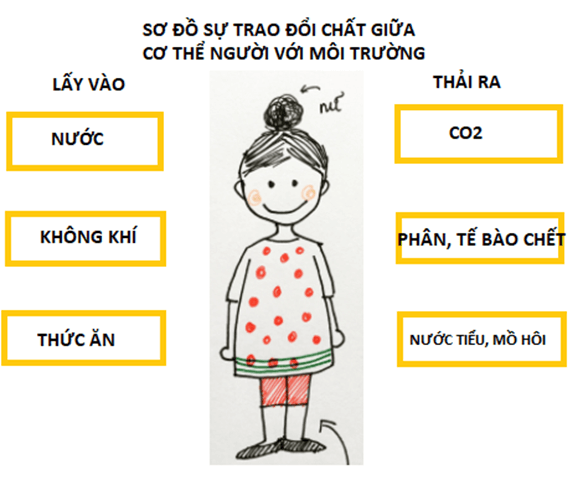 SƠ ĐỒ SỰ TRAO ĐỔI CHẤT GIỮA
CƠ THỂ NGƯỜI VỚI MÔI TRƯỜNG
LẤY VÀO
THẢI RA
NƯỚC
CO2
KHÔNG KHÍ
PHÂN, TẾ BÀO CHẾT
THỨC ĂN
NƯỚC TIỂU, MỒ HÔI